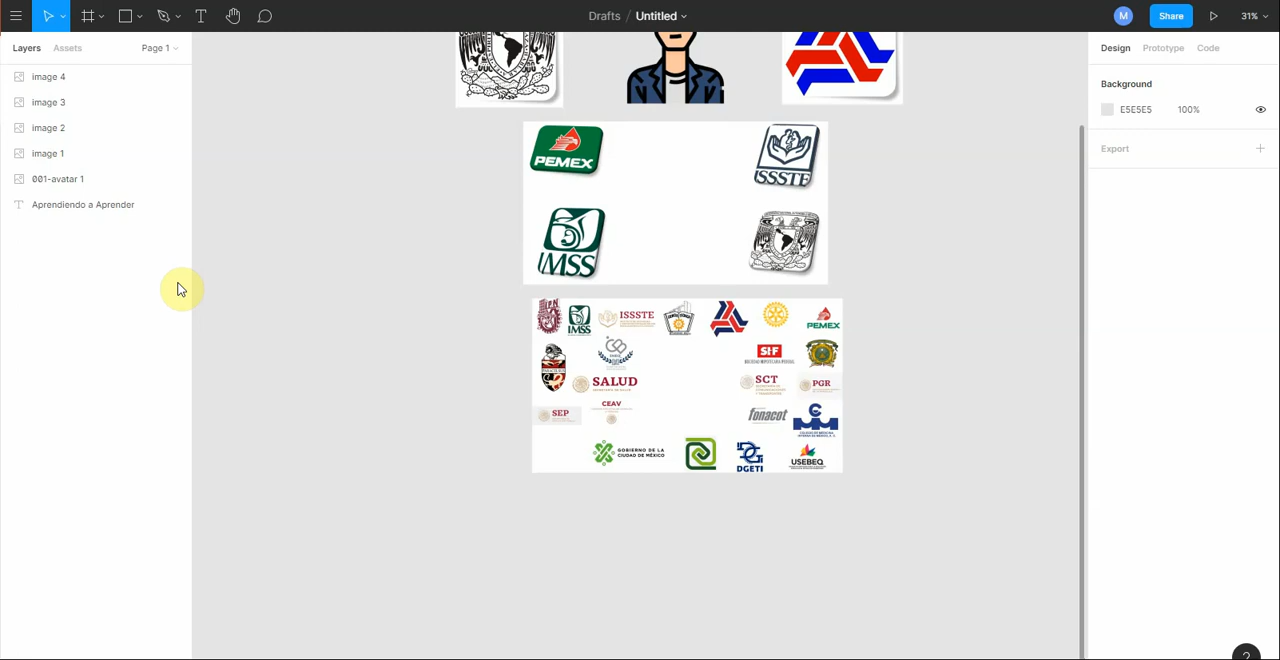 Drafts / Untitled
M
Share
31%
Layers
Assets
Page 1
Design
Prototype
Code
image 4
image 3
image 2
image 1
001-avatar 1
Aprendiendo a Aprender
Background
E5E5E5
100%
Export
PEMEX
ISSSTE
IMSS
IMSS
ISSSTE
PEMEX
SHF
SALUD
SCT
PGR
SEP
CEAV
fonacot
GOBIERNO DE LA
CIUDAD DE MÉXICO
DGETI
USEBEQ
?